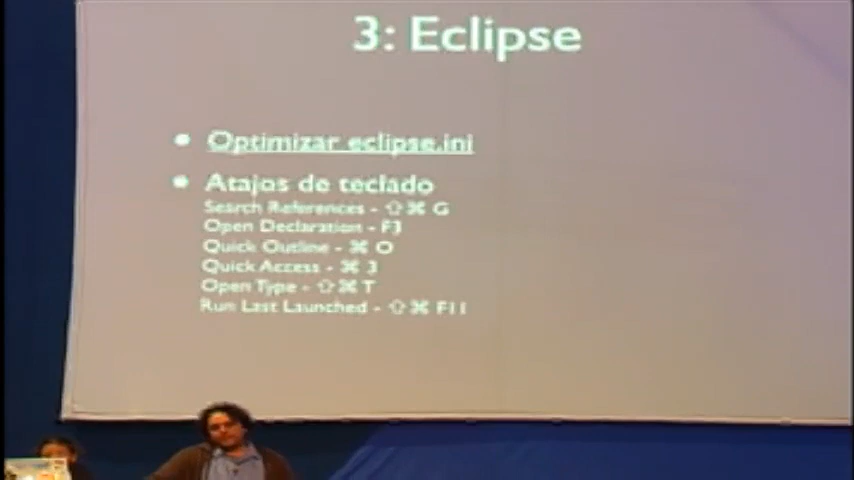 3: Eclipse
• Optimizar eclipse.ini
• Atajos de teclado
Search References - ⇧⌘ G
Open Declaration - F3
Quick Outline - ⌘ O
Quick Access - ⌘ 3
Open Type - ⇧⌘ T
Run Last Launched - ⇧⌘ F11